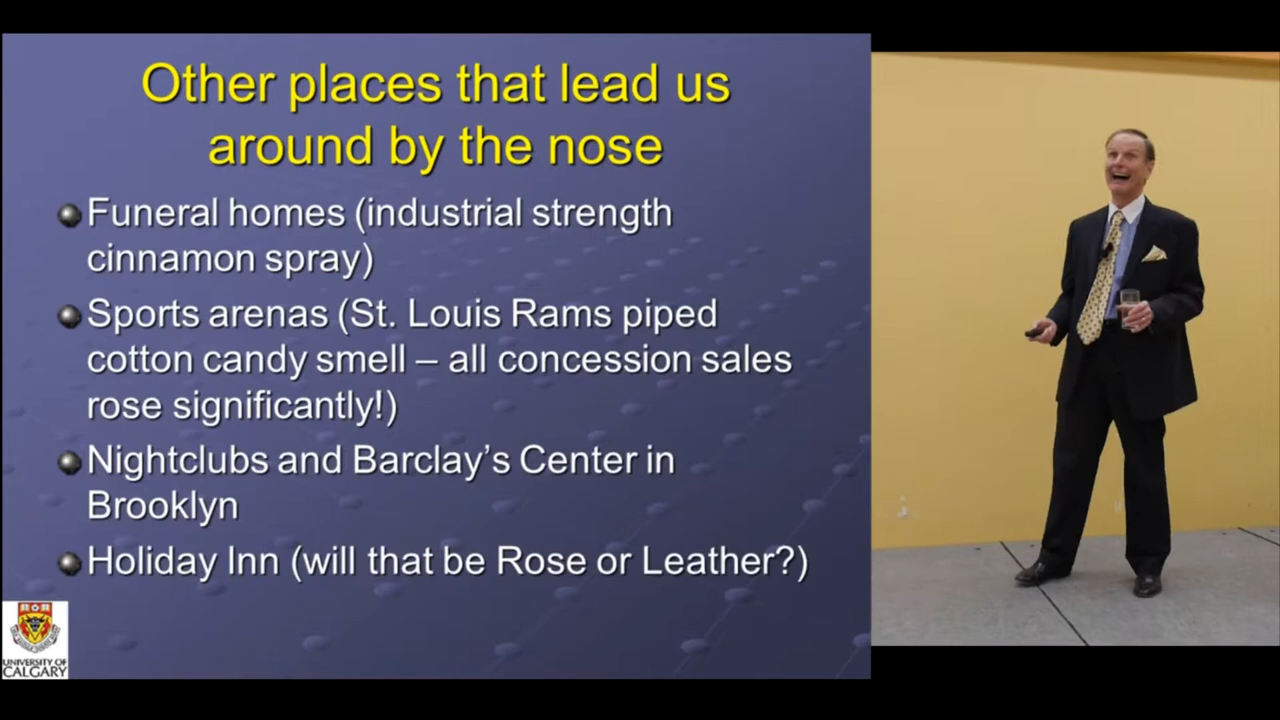 Other places that lead us
around by the nose
Funeral homes (industrial strength
cinnamon spray)
Sports arenas (St. Louis Rams piped
cotton candy smell – all concession sales
rose significantly!)
Nightclubs and Barclay's Center in
Brooklyn
Holiday Inn (will that be Rose or Leather?)
UNIVERSITY OF
CALGARY